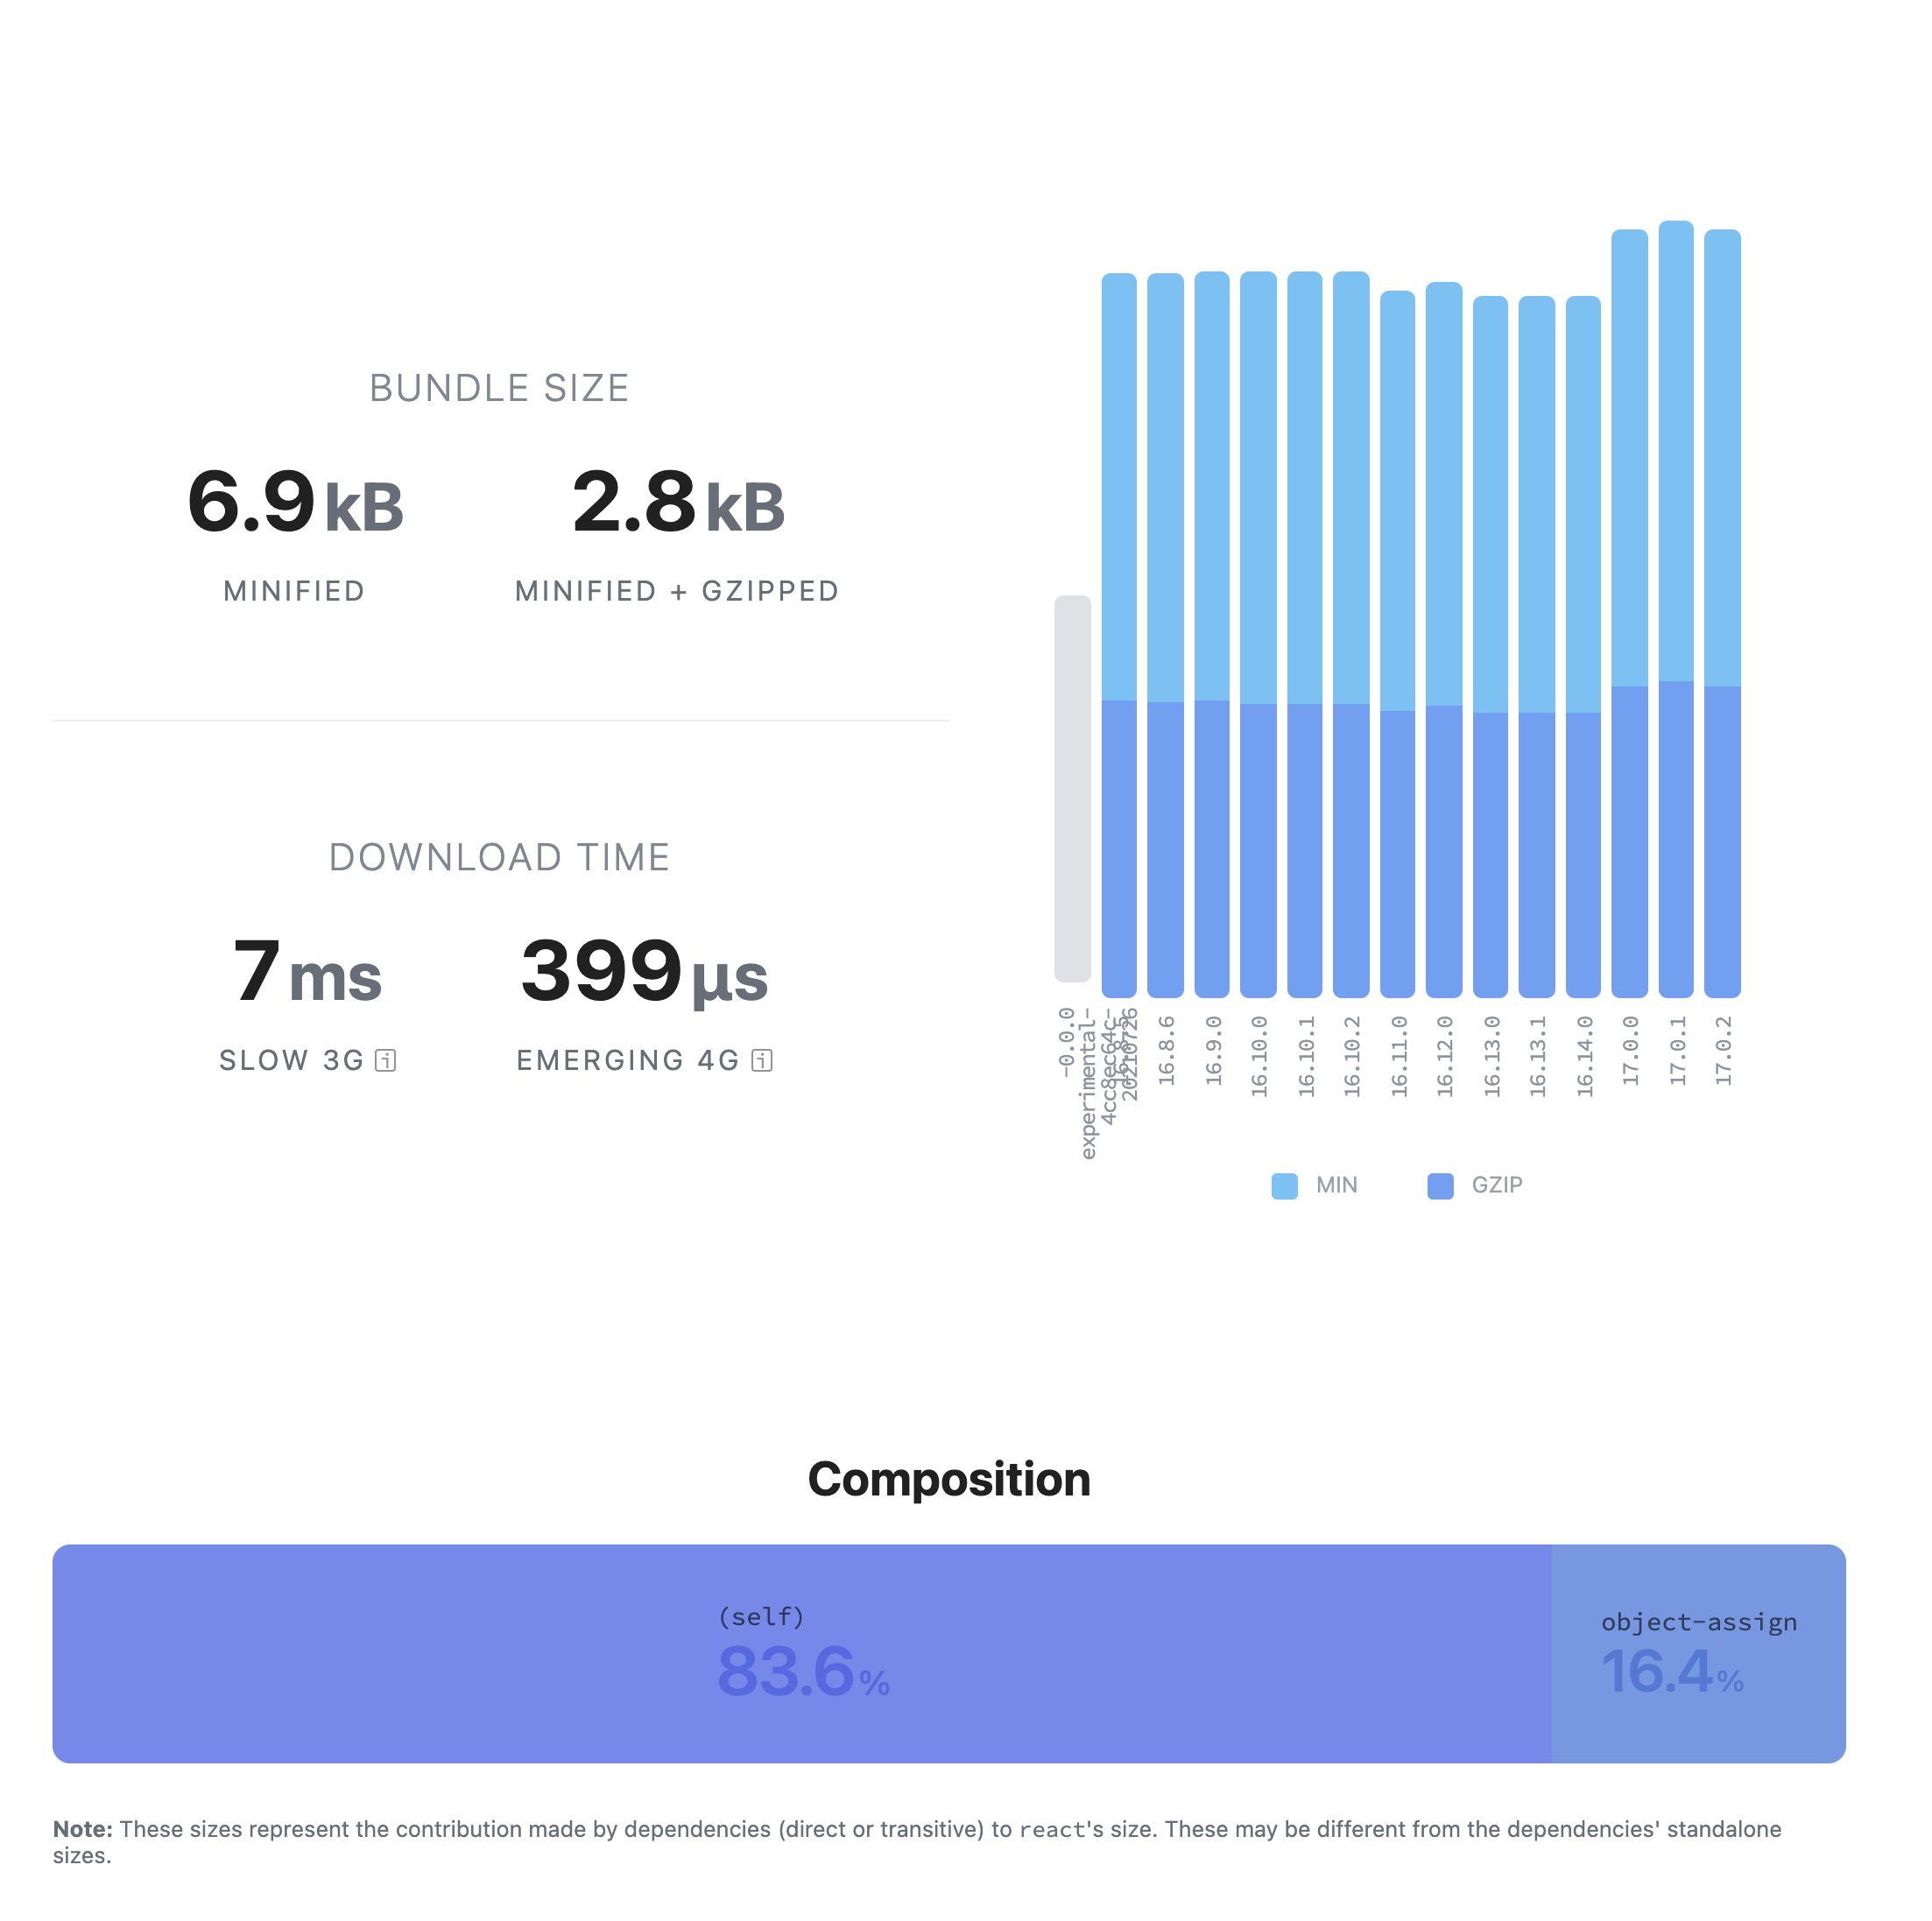 BUNDLE SIZE
6.9 kB
2.8 kB
MINIFIED
MINIFIED + GZIPPED
DOWNLOAD TIME
7 ms
399 μs
SLOW 3G
EMERGING 4G
-0.0.0
experimental-
4cc8ec64c-
20210726
16.8.6
16.9.0
16.10.0
16.10.1
16.10.2
16.11.0
16.12.0
16.13.0
16.13.1
16.14.0
17.0.0
17.0.1
17.0.2
MIN
GZIP
Composition
(self)
83.6%
object-assign
16.4%
Note: These sizes represent the contribution made by dependencies (direct or transitive) to react's size. These may be different from the dependencies' standalone
sizes.